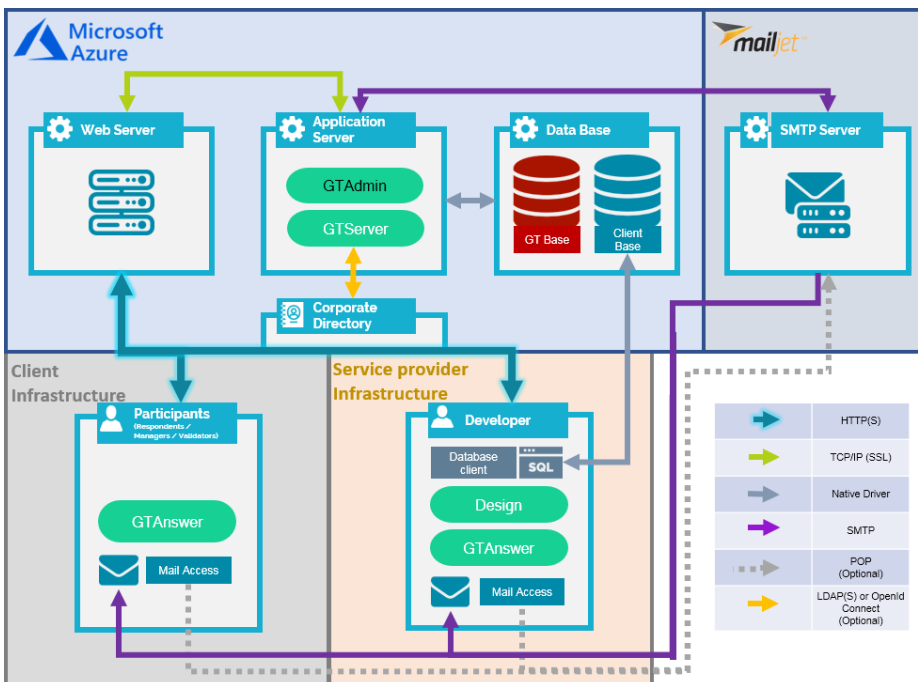 Microsoft
Azure
mailjet
Web Server
Application
Server
Data Base
SMTP Server
GTAdmin
GTServer
GT Base
Client
Base
Corporate
Directory
Client
Infrastructure
Service provider
Infrastructure
Participants
(Respondents /
Managers / Validators)
Developer
Database
client
SQL
GTAnswer
Design
GTAnswer
Mail Access
Mail Access
HTTP(S)
TCP/IP (SSL)
Native Driver
SMTP
POP
(Optional)
LDAP(S) or OpenId
Connect
(Optional)